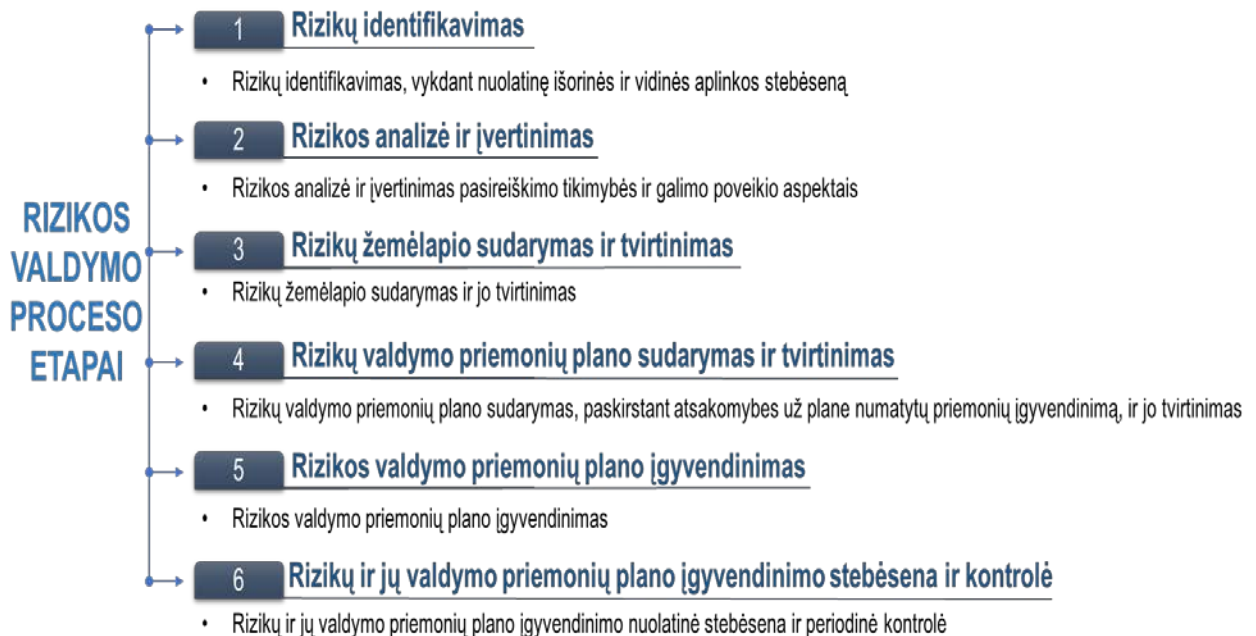 RIZIKOS
VALDYMO
PROCESO
ETAPAI
1 Rizikų identifikavimas
• Rizikų identifikavimas, vykdant nuolatinę išorinės ir vidinės aplinkos stebėseną
2 Rizikos analizė ir įvertinimas
• Rizikos analizė ir įvertinimas pasireiškimo tikimybės ir galimo poveikio aspektais
3 Rizikų žemėlapio sudarymas ir tvirtinimas
• Rizikų žemėlapio sudarymas ir jo tvirtinimas
4 Rizikų valdymo priemonių plano sudarymas ir tvirtinimas
• Rizikų valdymo priemonių plano sudarymas, paskirstant atsakomybes už plane numatytų priemonių įgyvendinimą, ir jo tvirtinimas
5 Rizikos valdymo priemonių plano įgyvendinimas
• Rizikos valdymo priemonių plano įgyvendinimas
6 Rizikų ir jų valdymo priemonių plano įgyvendinimo stebėsena ir kontrolė
• Rizikų ir jų valdymo priemonių plano įgyvendinimo nuolatinė stebėsena ir periodinė kontrolė